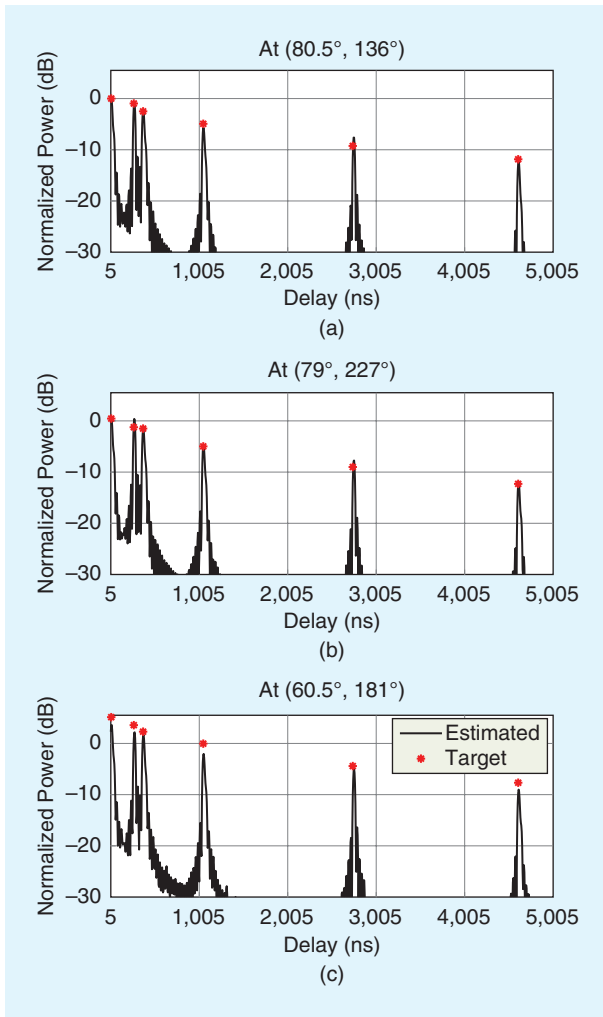 At (80.5°, 136°)
Normalized Power (dB)
0
–10
–20
–30
5 1,005 2,005 3,005 4,005 5,005
Delay (ns)
(a)
At (79°, 227°)
Normalized Power (dB)
0
–10
–20
–30
5 1,005 2,005 3,005 4,005 5,005
Delay (ns)
(b)
At (60.5°, 181°)
Normalized Power (dB)
0
–10
–20
–30
Estimated
Target
5 1,005 2,005 3,005 4,005 5,005
Delay (ns)
(c)